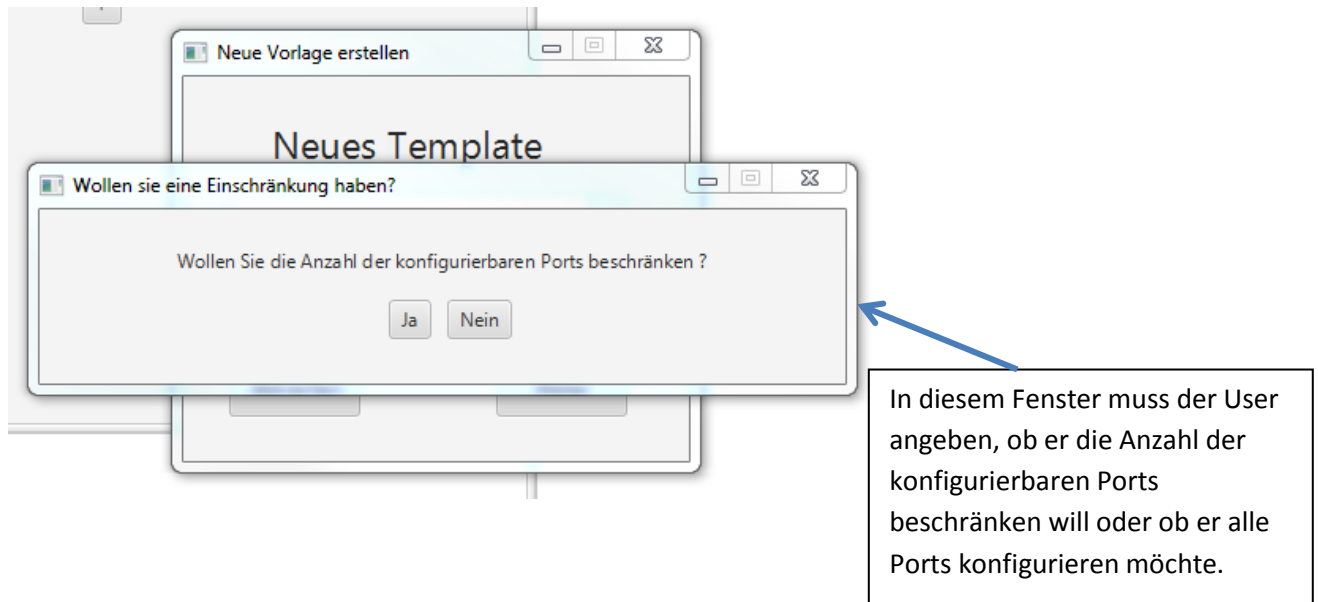 Neue Vorlage erstellen
Neues Template
Wollen sie eine Einschränkung haben?
Wollen Sie die Anzahl der konfigurierbaren Ports beschränken ?
Ja Nein
In diesem Fenster muss der User
angeben, ob er die Anzahl der
konfigurierbaren Ports
beschränken will oder ob er alle
Ports konfigurieren möchte.